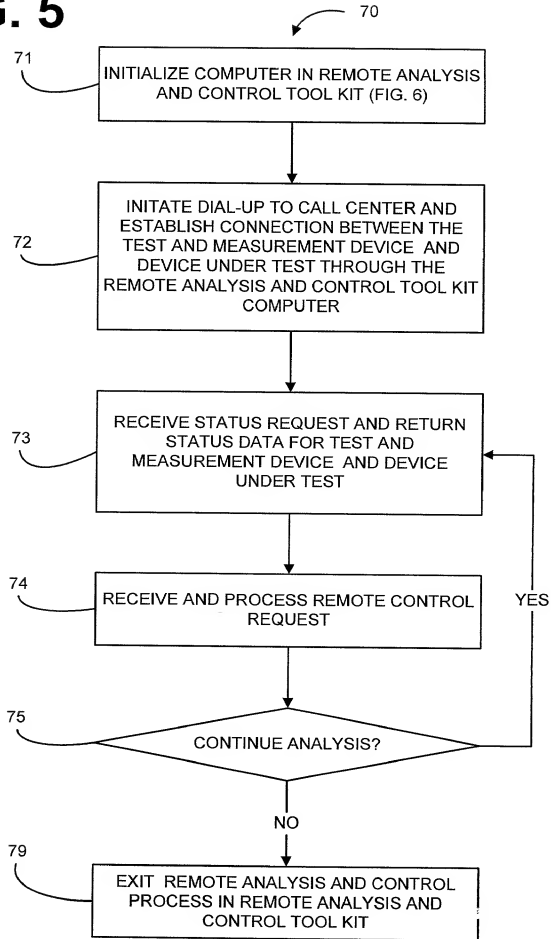 G. 5
70
71
INITIALIZE COMPUTER IN REMOTE ANALYSIS
AND CONTROL TOOL KIT (FIG. 6)
72
INITATE DIAL-UP TO CALL CENTER AND
ESTABLISH CONNECTION BETWEEN THE
TEST AND MEASUREMENT DEVICE AND
DEVICE UNDER TEST THROUGH THE
REMOTE ANALYSIS AND CONTROL TOOL KIT
COMPUTER
73
RECEIVE STATUS REQUEST AND RETURN
STATUS DATA FOR TEST AND
MEASUREMENT DEVICE AND DEVICE
UNDER TEST
74
RECEIVE AND PROCESS REMOTE CONTROL
REQUEST
YES
75
CONTINUE ANALYSIS?
NO
79
EXIT REMOTE ANALYSIS AND CONTROL
PROCESS IN REMOTE ANALYSIS AND
CONTROL TOOL KIT